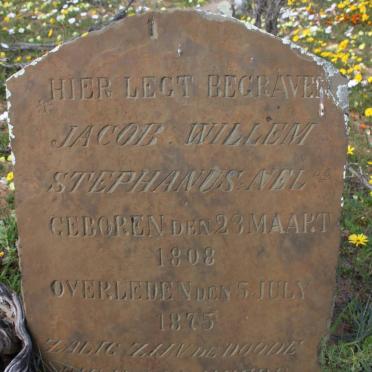 HIER LEGT BEGRAVEN
JACOB WILLEM
STEPHANUS NEL
GEBOREN DEN 23 MAART
1808
OVERLEDEN DEN 5 JULY
1875
ZALIG ZIJN DE DOODE